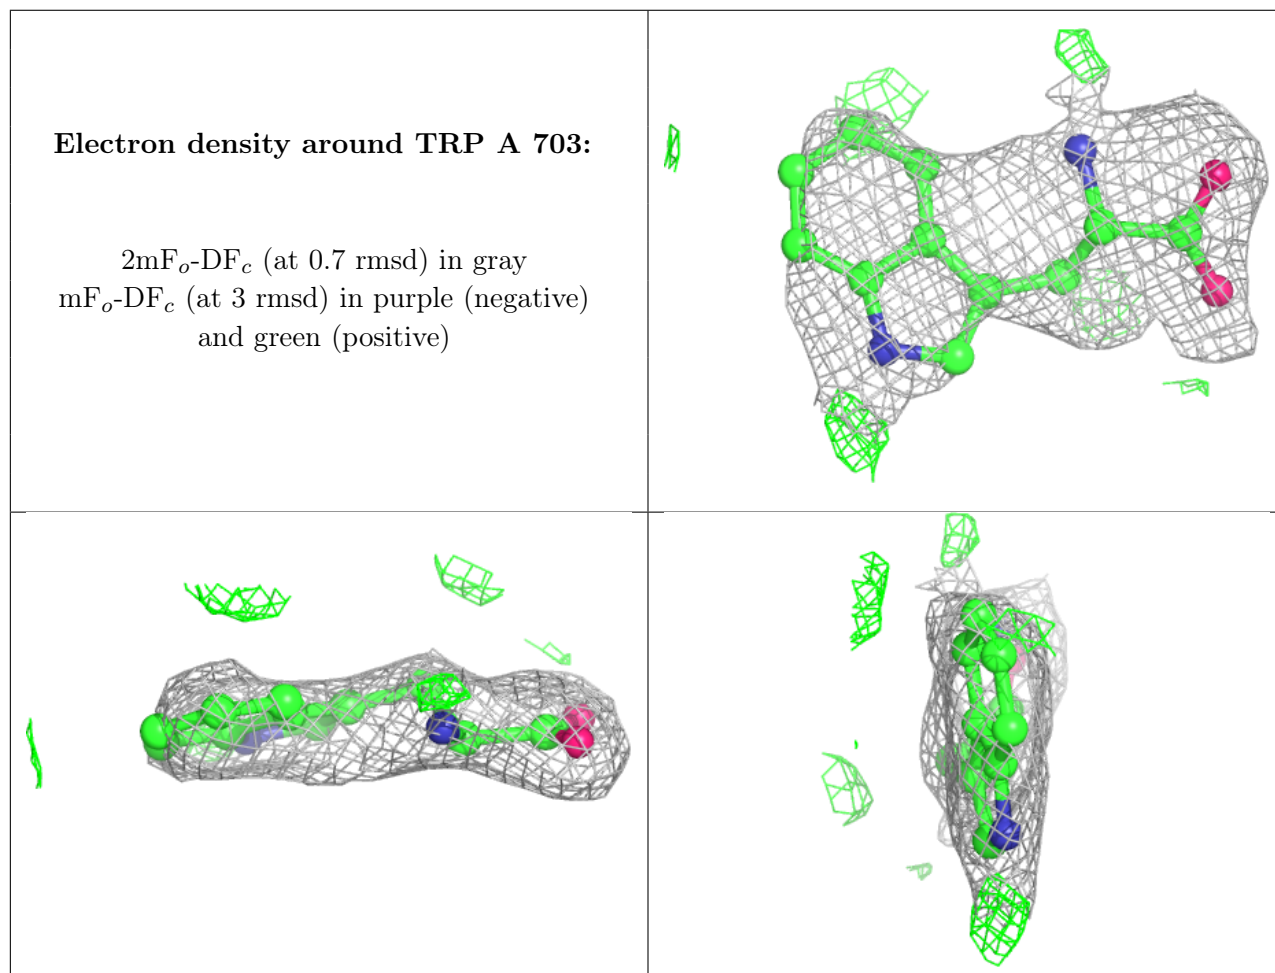 Electron density around TRP A 703:
2mFₒ-DF𝒸 (at 0.7 rmsd) in gray
mFₒ-DF𝒸 (at 3 rmsd) in purple (negative)
and green (positive)